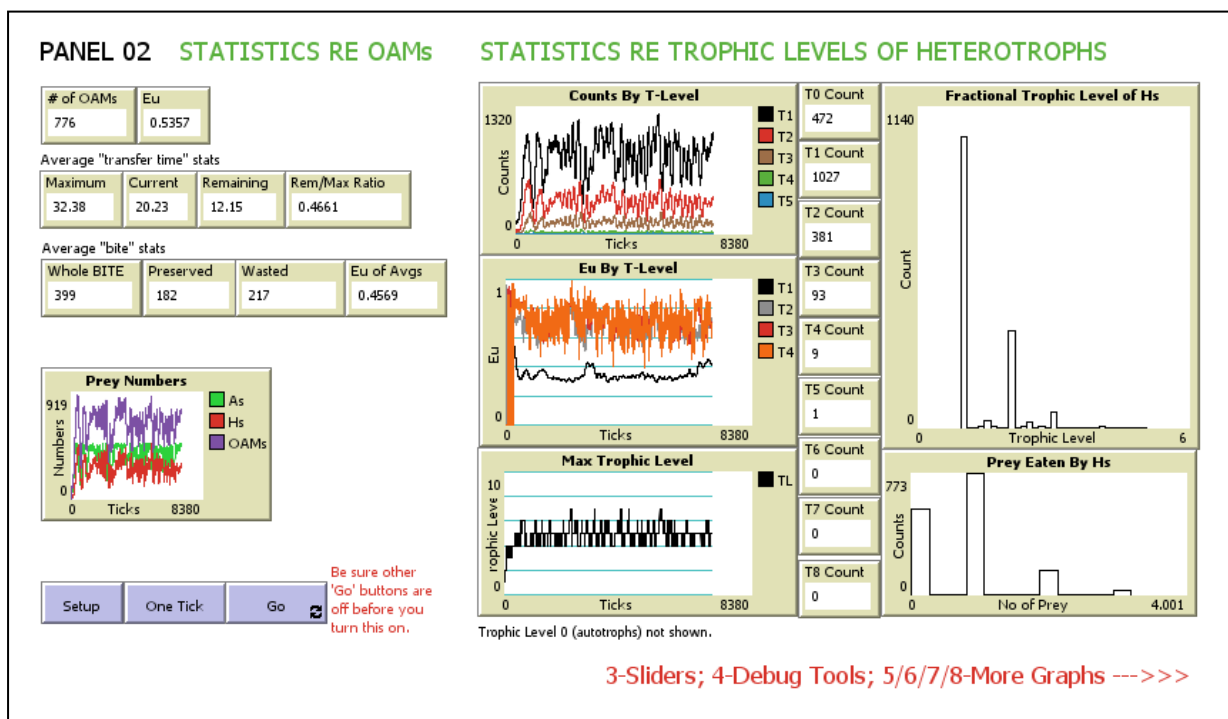 PANEL 02 STATISTICS RE OAMs STATISTICS RE TROPHIC LEVELS OF HETEROTROPHS
# of OAMs
776
Eu
0.5357
Average "transfer time" stats
Maximum
32.38
Current
20.23
Remaining
12.15
Rem/Max Ratio
0.4661
Average "bite" stats
Whole BITE
399
Preserved
182
Wasted
217
Eu of Avgs
0.4569
Prey Numbers
919
Numbers
0
0 Ticks 8380
As
Hs
OAMs
Setup
One Tick
Go
Be sure other
'Go' buttons are
off before you
turn this on.
Counts By T-Level
1320
Counts
0
0 Ticks 8380
T1
T2
T3
T4
T5
Eu By T-Level
1
Eu
0
0 Ticks 8380
T1
T2
T3
T4
Max Trophic Level
10
rophic Leve
0
0 Ticks 8380
TL
Trophic Level 0 (autotrophs) not shown.
T0 Count
472
T1 Count
1027
T2 Count
381
T3 Count
93
T4 Count
9
T5 Count
1
T6 Count
0
T7 Count
0
T8 Count
0
Fractional Trophic Level of Hs
1140
Count
0
0 Trophic Level 6
Prey Eaten By Hs
773
Counts
0
0 No of Prey 4.001
3-Sliders; 4-Debug Tools; 5/6/7/8-More Graphs --->>>